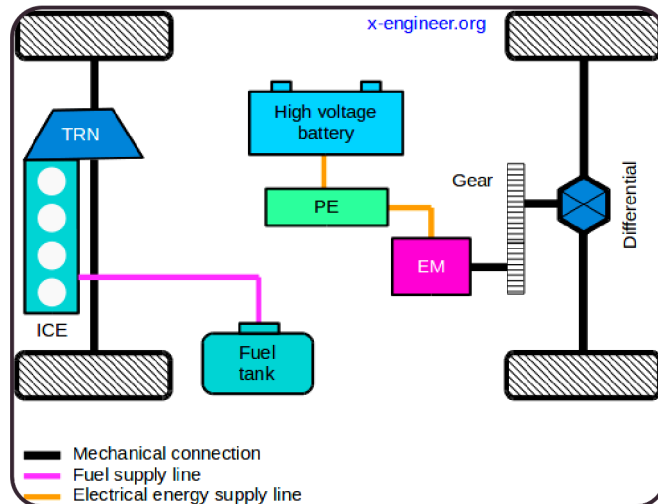 x-engineer.org
TRN
High voltage
battery
Gear
PE
Differential
EM
ICE
Fuel
tank
Mechanical connection
Fuel supply line
Electrical energy supply line